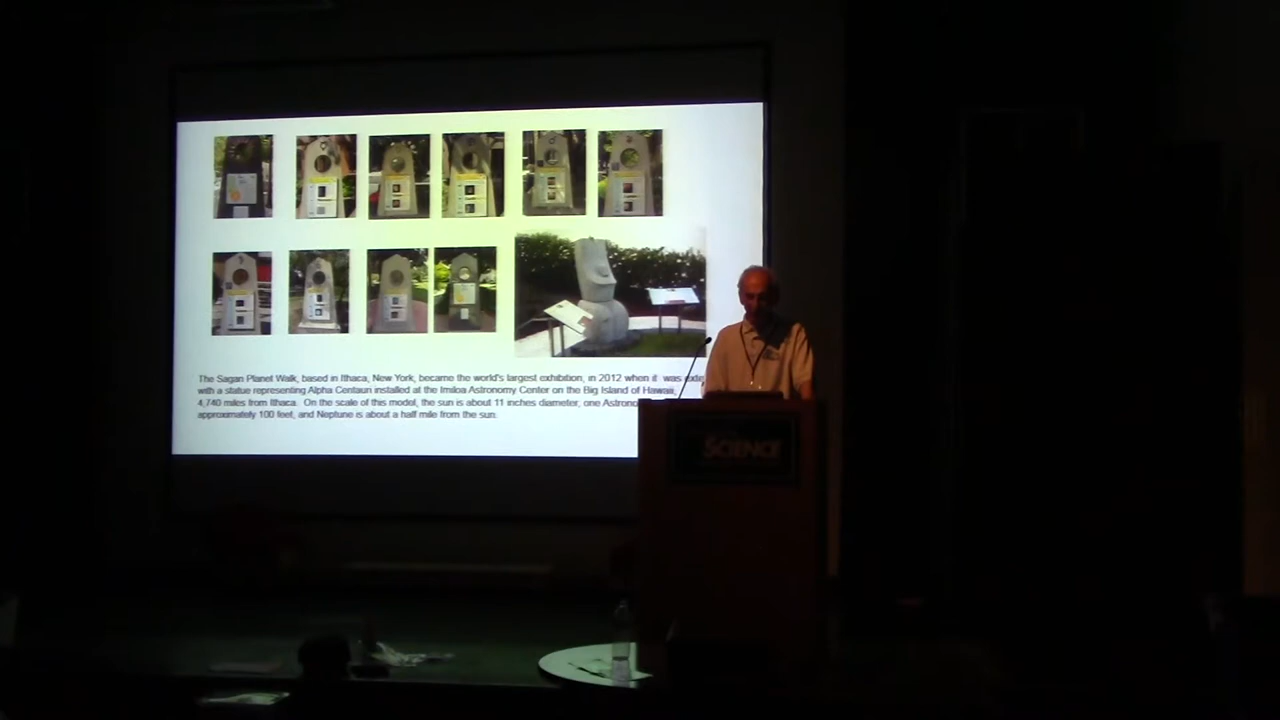 The Sagan Planet Walk, based in Ithaca, New York, became the world's largest exhibition, in 2012 when it was
with a statue representing Alpha Centauri installed at the Imiloa Astronomy Center on the Big Island of Hawaii,
4,740 miles from Ithaca. On the scale of this model, the sun is about 11 inches diameter, one
approximately 100 feet, and Neptune is about a half mile from the sun.
SCIENCE